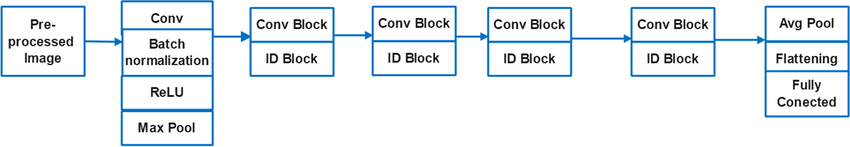 Pre-
processed
Image
Conv
Batch
normalization
ReLU
Max Pool
Conv Block
ID Block
Conv Block
ID Block
Conv Block
ID Block
Conv Block
ID Block
Avg Pool
Flattening
Fully
Conected